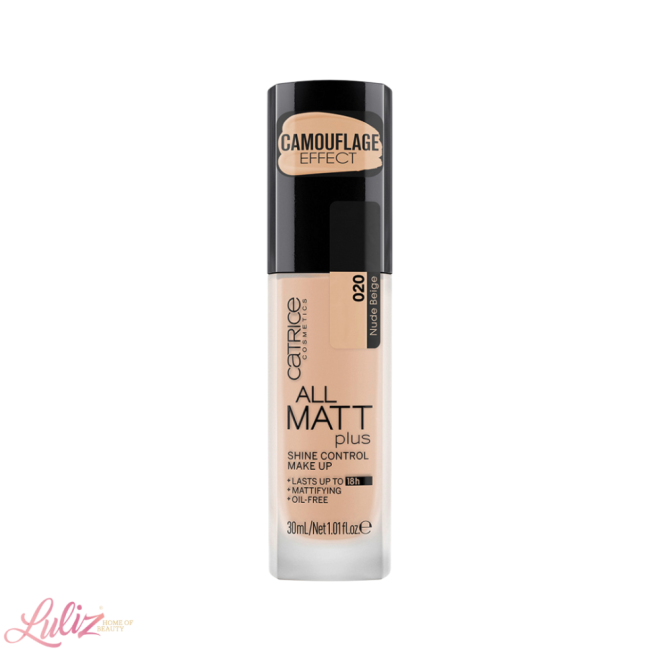 CAMOUFLAGE
EFFECT
020
Nude Beige
CATRICE
COSMETICS
ALL
MATT
plus
SHINE CONTROL
MAKE UP
• LASTS UP TO 18h
• MATTIFYING
• OIL-FREE
30mL/Net 1.01 fl.oz.℮
Luliz
HOME OF
BEAUTY